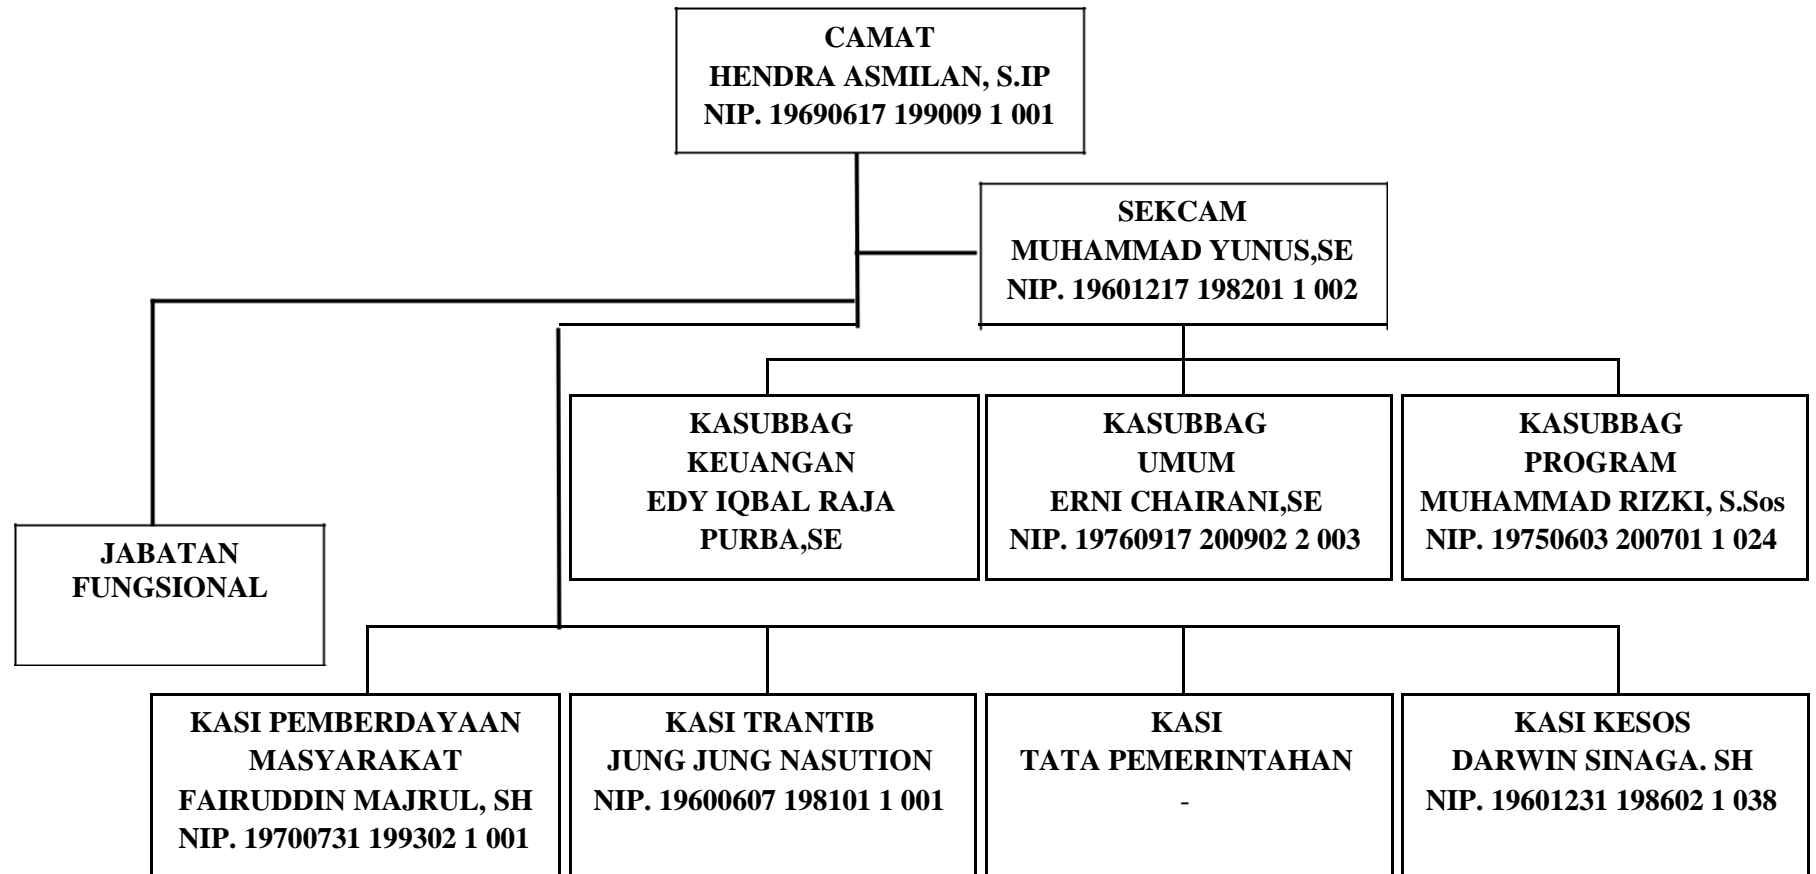 CAMAT
HENDRA ASMILAN, S.IP
NIP. 19690617 199009 1 001
SEKCAM
MUHAMMAD YUNUS,SE
NIP. 19601217 198201 1 002
KASUBBAG
KEUANGAN
EDY IQBAL RAJA
PURBA,SE
KASUBBAG
UMUM
ERNI CHAIRANI,SE
NIP. 19760917 200902 2 003
KASUBBAG
PROGRAM
MUHAMMAD RIZKI, S.Sos
NIP. 19750603 200701 1 024
JABATAN
FUNGSIONAL
KASI PEMBERDAYAAN
MASYARAKAT
FAIRUDDIN MAJRUL, SH
NIP. 19700731 199302 1 001
KASI TRANTIB
JUNG JUNG NASUTION
NIP. 19600607 198101 1 001
KASI
TATA PEMERINTAHAN
-
KASI KESOS
DARWIN SINAGA. SH
NIP. 19601231 198602 1 038